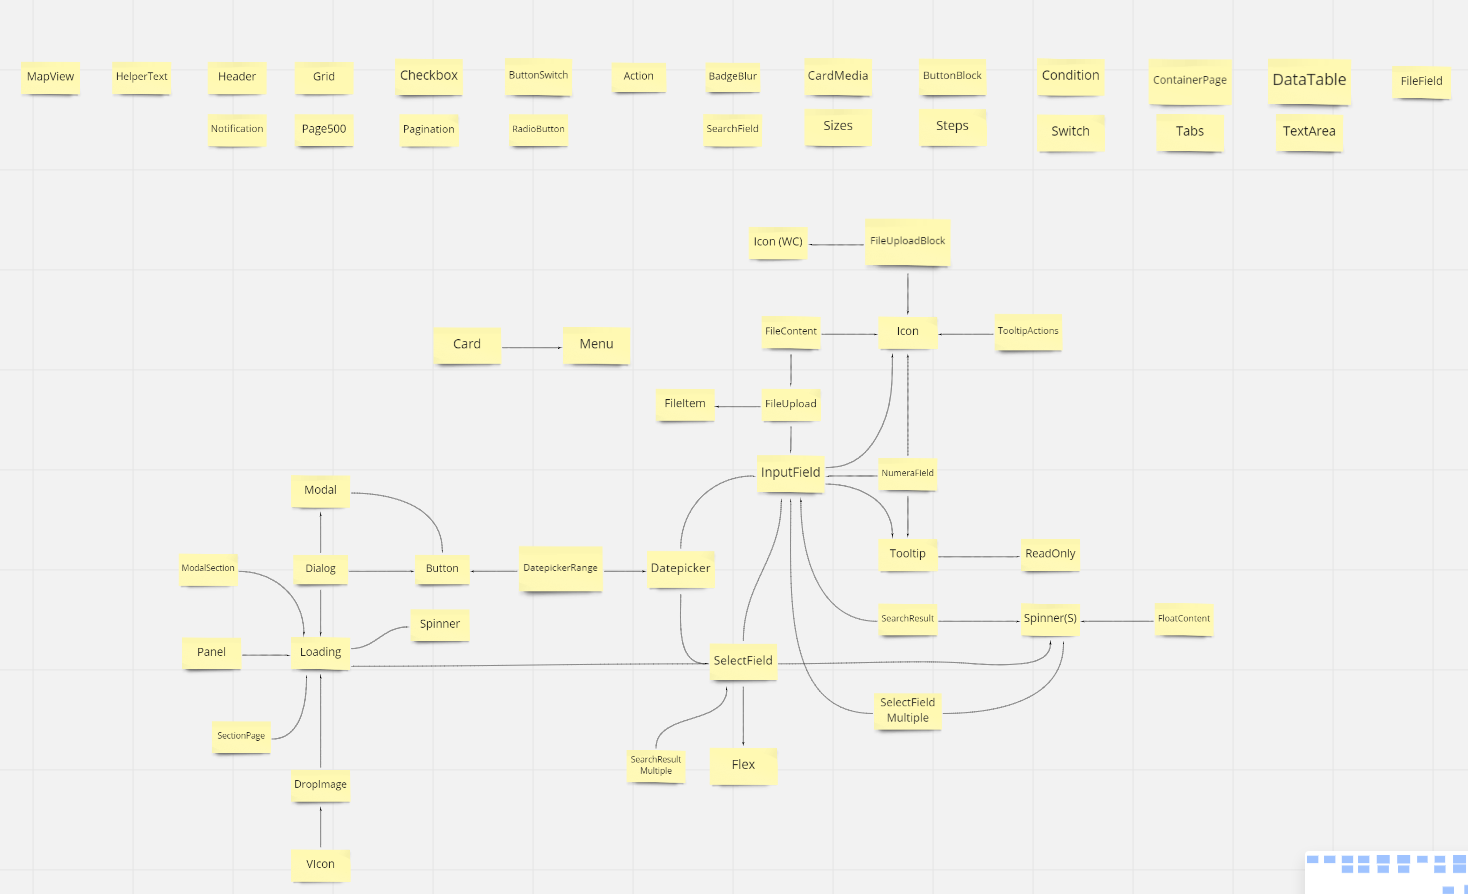 MapView
HelperText
Header
Grid
Checkbox
ButtonSwitch
Action
BadgeBlur
CardMedia
ButtonBlock
Condition
ContainerPage
DataTable
FileField
Notification
Page500
Pagination
RadioButton
SearchField
Sizes
Steps
Switch
Tabs
TextArea
Icon (WC)
FileUploadBlock
FileContent
Icon
TooltipActions
Card
Menu
FileItem
FileUpload
InputField
NumeraField
Modal
Tooltip
ReadOnly
ModalSection
Dialog
Button
DatepickerRange
Datepicker
Spinner
SearchResult
Spinner(S)
FloatContent
Panel
Loading
SelectField
SelectField
Multiple
SectionPage
SearchResult
Multiple
Flex
DropImage
VIcon